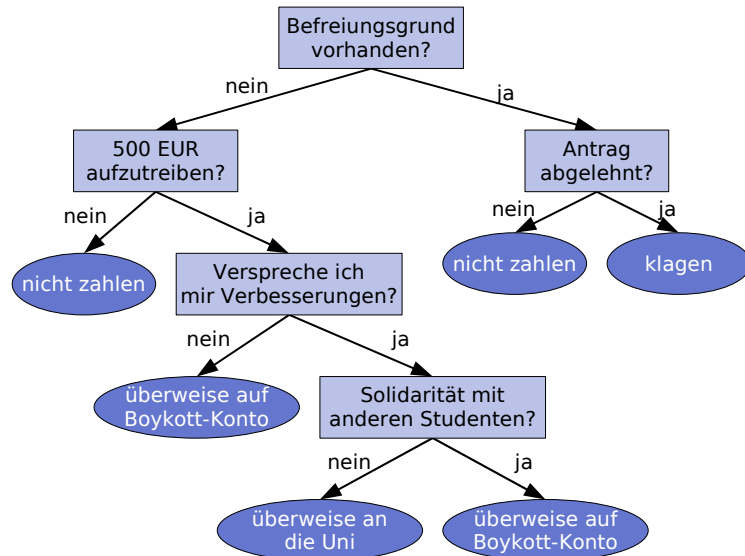 Befreiungsgrund
vorhanden?
nein
ja
500 EUR
aufzutreiben?
Antrag
abgelehnt?
nein
ja
nein
ja
nicht zahlen
Verspreche ich
mir Verbesserungen?
nicht zahlen
klagen
nein
ja
überweise auf
Boykott-Konto
Solidarität mit
anderen Studenten?
nein
ja
überweise an
die Uni
überweise auf
Boykott-Konto